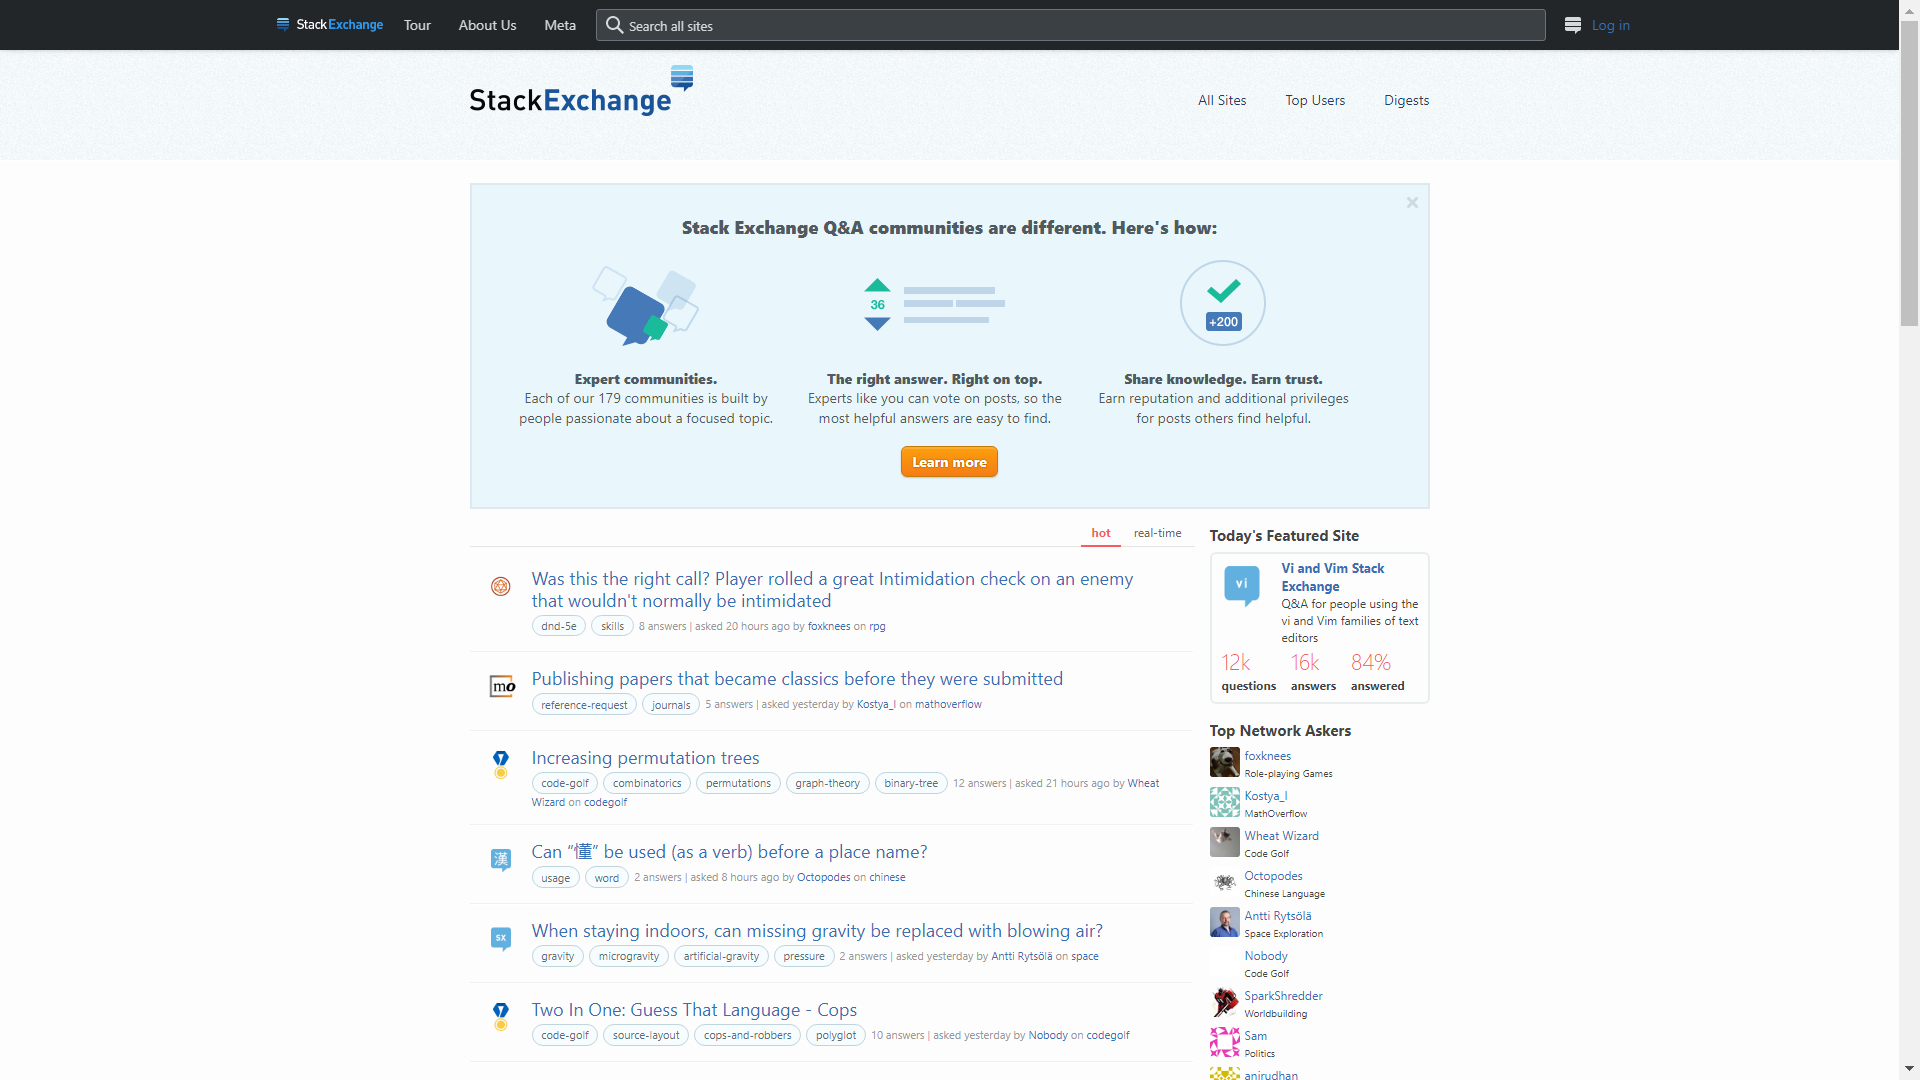 StackExchange Tour About Us Meta Search all sites Log in
StackExchange All Sites Top Users Digests
Stack Exchange Q&A communities are different. Here's how:
36
+200
Expert communities.
Each of our 179 communities is built by
people passionate about a focused topic.
The right answer. Right on top.
Experts like you can vote on posts, so the
most helpful answers are easy to find.
Share knowledge. Earn trust.
Earn reputation and additional privileges
for posts others find helpful.
Learn more
hot real-time
Was this the right call? Player rolled a great Intimidation check on an enemy
that wouldn't normally be intimidated
dnd-5e skills 8 answers | asked 20 hours ago by foxknees on rpg
mo
Publishing papers that became classics before they were submitted
reference-request journals 5 answers | asked yesterday by Kostya_I on mathoverflow
Increasing permutation trees
code-golf combinatorics permutations graph-theory binary-tree 12 answers | asked 21 hours ago by Wheat
Wizard on codegolf
漢
Can “懂” be used (as a verb) before a place name?
usage word 2 answers | asked 8 hours ago by Octopodes on chinese
sx
When staying indoors, can missing gravity be replaced with blowing air?
gravity microgravity artificial-gravity pressure 2 answers | asked yesterday by Antti Rytsölä on space
Two In One: Guess That Language - Cops
code-golf source-layout cops-and-robbers polyglot 10 answers | asked yesterday by Nobody on codegolf
Today's Featured Site
vi
Vi and Vim Stack
Exchange
Q&A for people using the
vi and Vim families of text
editors
12k 16k 84%
questions answers answered
Top Network Askers
foxknees
Role-playing Games
Kostya_I
MathOverflow
Wheat Wizard
Code Golf
Octopodes
Chinese Language
Antti Rytsölä
Space Exploration
Nobody
Code Golf
SparkShredder
Worldbuilding
Sam
Politics
anirudhan